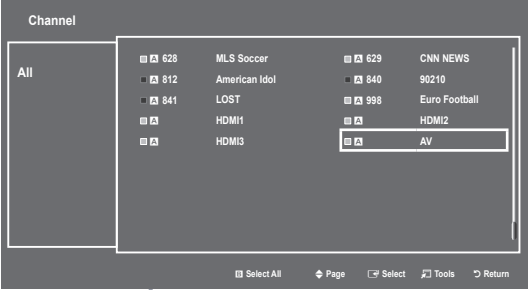 Channel
All
A 628 MLS Soccer A 629 CNN NEWS
A 812 American Idol A 840 90210
A 841 LOST A 998 Euro Football
A HDMI1 A HDMI2
A HDMI3 A AV
B Select All Page Select Tools Return